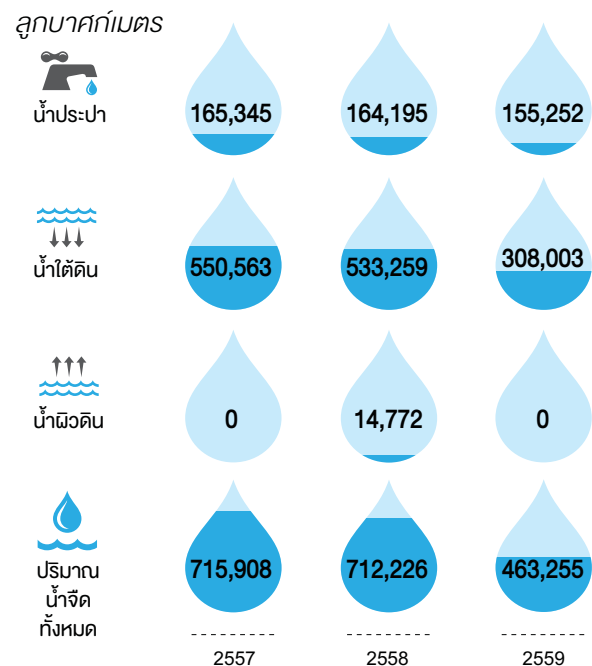 ลูกบาศก์เมตร
น้ำประปา
165,345
164,195
155,252
น้ำใต้ดิน
550,563
533,259
308,003
น้ำผิวดิน
0
14,772
0
ปริมาณ
น้ำจืด
ทั้งหมด
715,908
712,226
463,255
2557
2558
2559